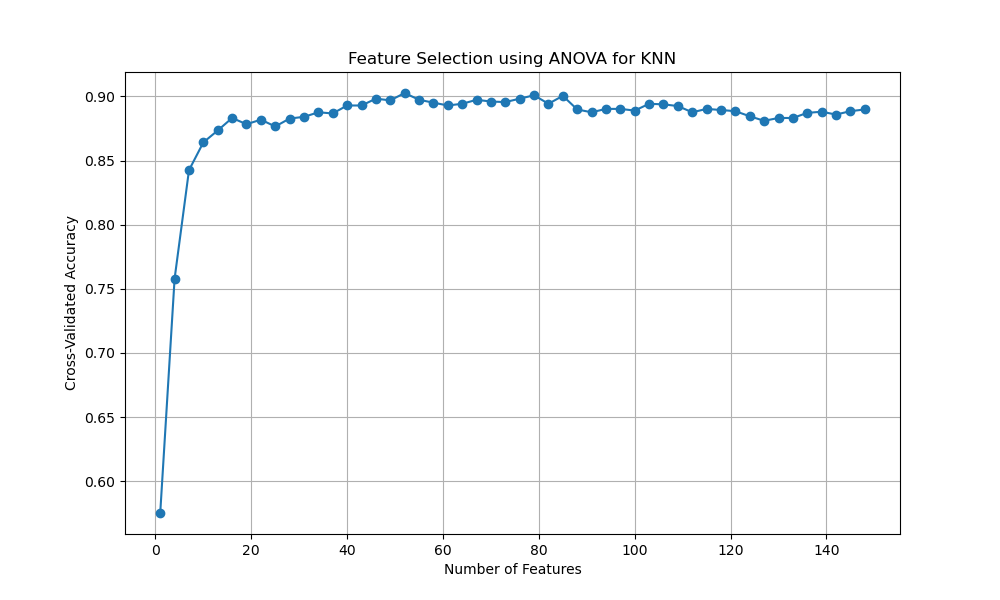 Feature Selection using ANOVA for KNN
Cross-Validated Accuracy
0.90
0.85
0.80
0.75
0.70
0.65
0.60
0 20 40 60 80 100 120 140
Number of Features